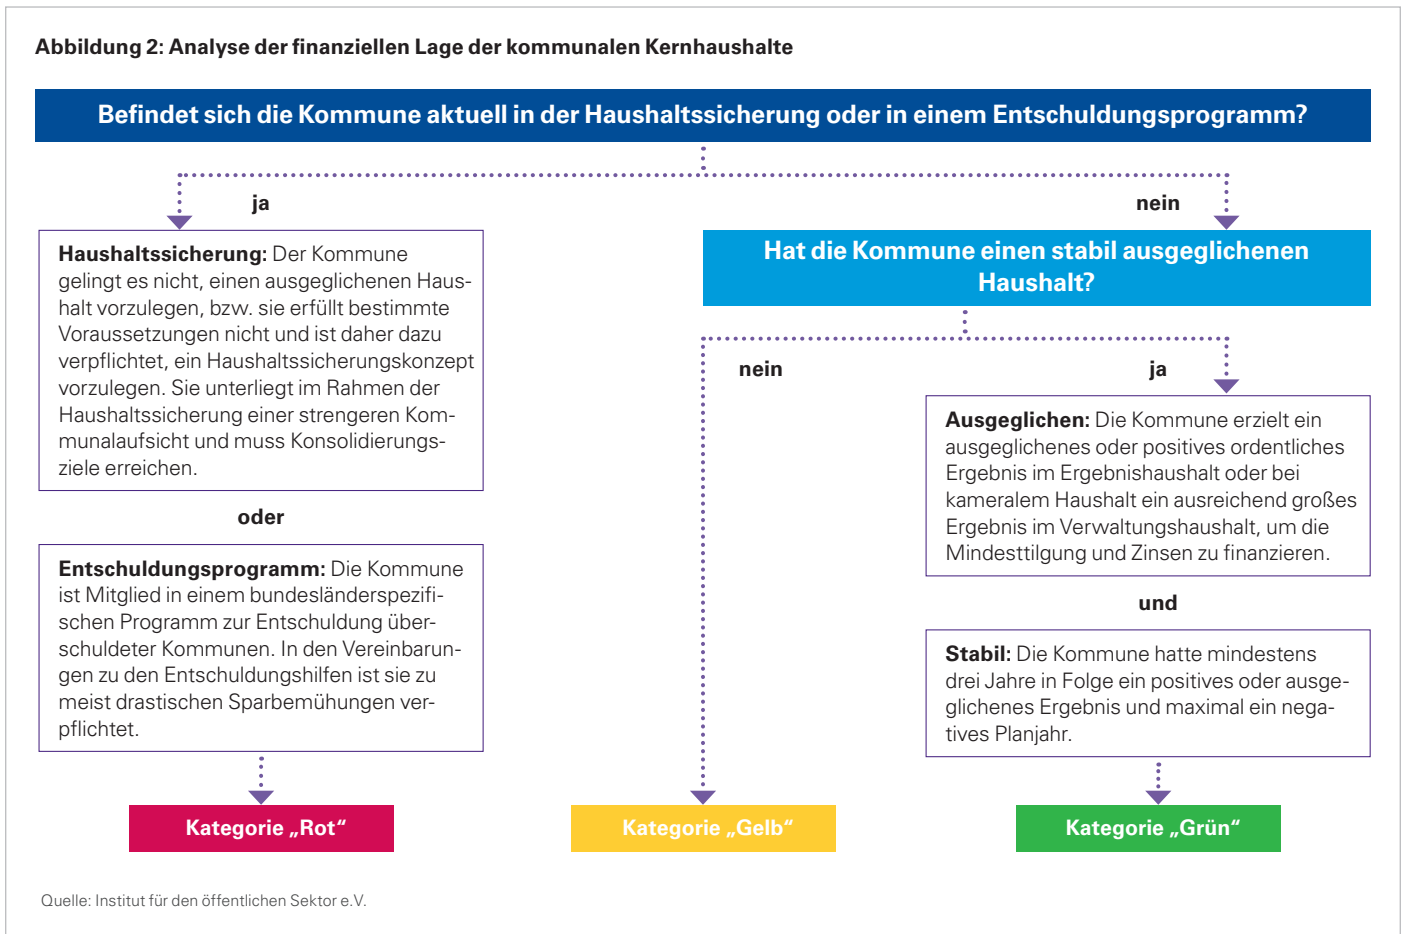 Abbildung 2: Analyse der finanziellen Lage der kommunalen Kernhaushalte
Befindet sich die Kommune aktuell in der Haushaltssicherung oder in einem Entschuldungsprogramm?
ja
nein
Haushaltssicherung: Der Kommune
gelingt es nicht, einen ausgeglichenen Haus-
halt vorzulegen, bzw. sie erfüllt bestimmte
Voraussetzungen nicht und ist daher dazu
verpflichtet, ein Haushaltssicherungskonzept
vorzulegen. Sie unterliegt im Rahmen der
Haushaltssicherung einer strengeren Kom-
munalaufsicht und muss Konsolidierungs-
ziele erreichen.
oder
Entschuldungsprogramm: Die Kommune
ist Mitglied in einem bundesländerspezifi-
schen Programm zur Entschuldung über-
schuldeter Kommunen. In den Vereinbarun-
gen zu den Entschuldungshilfen ist sie zu
meist drastischen Sparbemühungen ver-
pflichtet.
Kategorie „Rot“
Hat die Kommune einen stabil ausgeglichenen
Haushalt?
nein
ja
Kategorie „Gelb“
Ausgeglichen: Die Kommune erzielt ein
ausgeglichenes oder positives ordentliches
Ergebnis im Ergebnishaushalt oder bei
kameralem Haushalt ein ausreichend großes
Ergebnis im Verwaltungshaushalt, um die
Mindesttilgung und Zinsen zu finanzieren.
und
Stabil: Die Kommune hatte mindestens
drei Jahre in Folge ein positives oder ausge-
glichenes Ergebnis und maximal ein nega-
tives Planjahr.
Kategorie „Grün“
Quelle: Institut für den öffentlichen Sektor e.V.